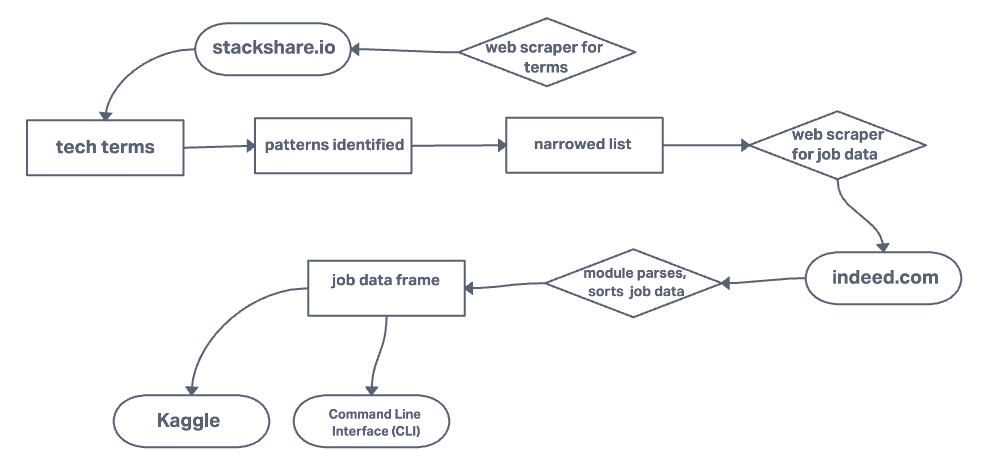 stackshare.io
web scraper for
terms
tech terms
patterns identified
narrowed list
web scraper
for job data
indeed.com
module parses,
sorts job data
job data frame
Kaggle
Command Line
Interface (CLI)